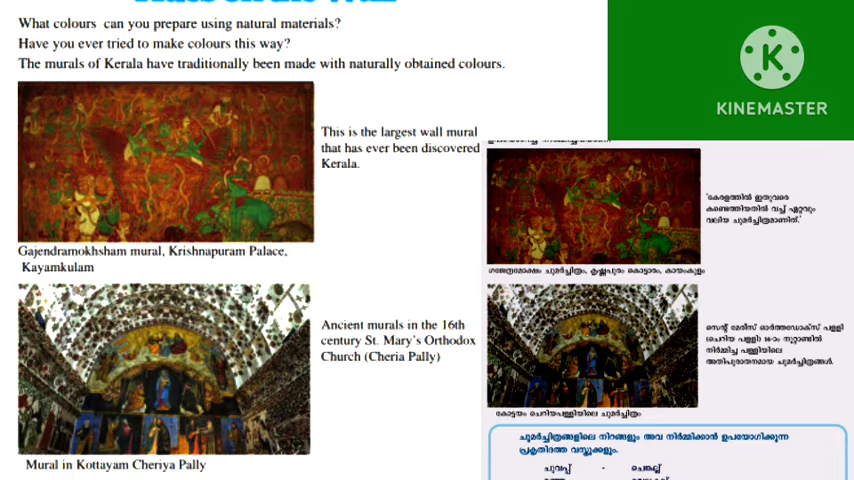 What colours can you prepare using natural materials?
Have you ever tried to make colours this way?
The murals of Kerala have traditionally been made with naturally obtained colours.
This is the largest wall mural
that has ever been discovered
Kerala.
Gajendramokhsham mural, Krishnapuram Palace,
Kayamkulam
Ancient murals in the 16th
century St. Mary's Orthodox
Church (Cheria Pally)
Mural in Kottayam Cheriya Pally
KINEMASTER
'കേരളത്തിൽ ഇതുവരെ
കണ്ടെത്തിയതിൽ വച്ച് ഏറ്റവും
വലിയ ചുമർച്ചിത്രമാണിത്.'
ഗജേന്ദ്രമോക്ഷം ചുമർച്ചിത്രം, കൃഷ്ണപുരം കൊട്ടാരം, കായംകുളം
സെന്റ് മേരീസ് ഓർത്തഡോക്സ് പള്ളി
(ചെറിയ പള്ളി) 16-ാം നൂറ്റാണ്ടിൽ
നിർമ്മിച്ച പള്ളിയിലെ
അതിപുരാതനമായ ചുമർചിത്രങ്ങൾ.
കോട്ടയം ചെറിയപള്ളിയിലെ ചുമർചിത്രം
ചുമർച്ചിത്രങ്ങളിലെ നിറങ്ങളും അവ നിർമ്മിക്കാൻ ഉപയോഗിക്കുന്ന
പ്രകൃതിദത്ത വസ്തുക്കളും.
ചുവപ്പ് - ചെങ്കല്ല്